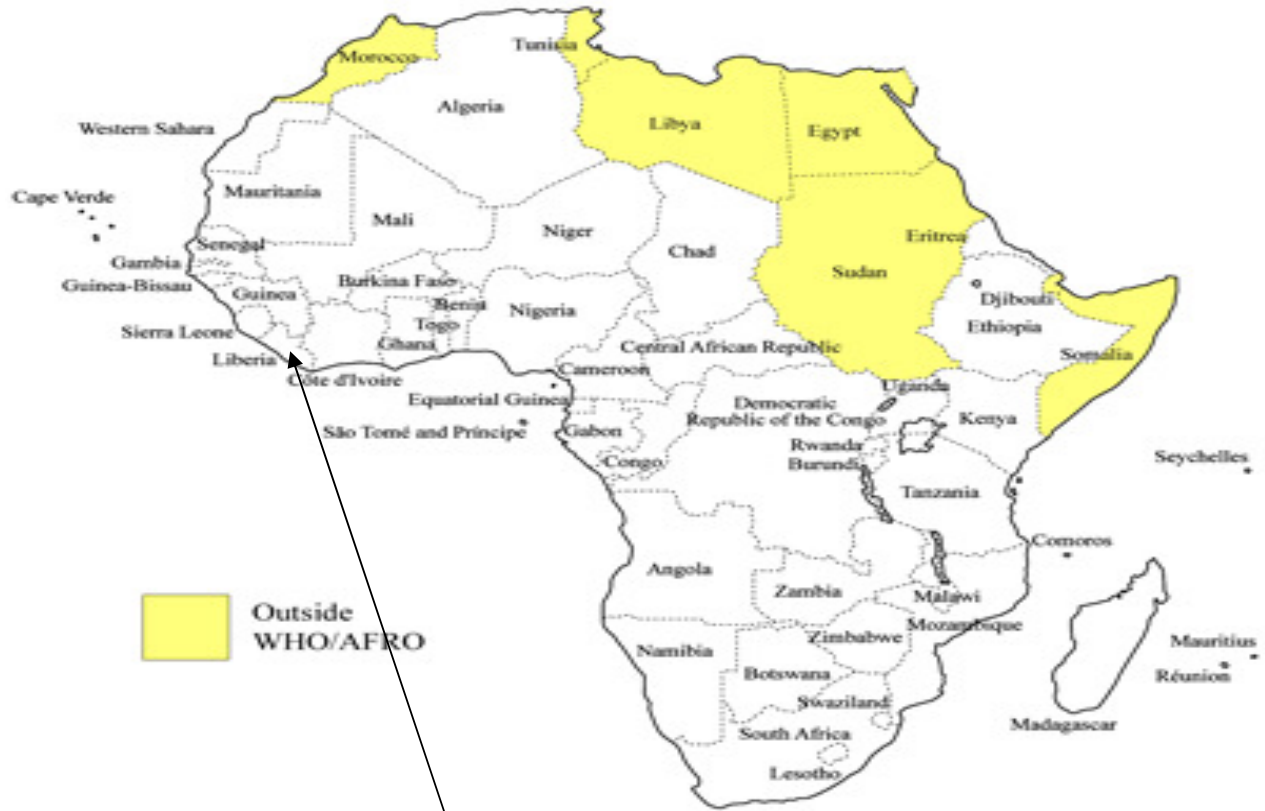 Tunisia
Morocco
Algeria
Libya
Egypt
Western Sahara
Mauritania
Cape Verde
Mali
Niger
Chad
Eritrea
Senegal
Gambia
Sudan
Burkina Faso
Guinea-Bissau
Guinea
Djibouti
Benin
Nigeria
Togo
Ethiopia
Sierra Leone
Ghana
Central African Republic
Somalia
Liberia
Cameroon
Côte d'Ivoire
Uganda
Equatorial Guinea
Democratic
Republic of the Congo
Kenya
São Tomé and Príncipe
Gabon
Rwanda
Congo
Burundi
Seychelles
Tanzania
Comoros
Angola
Zambia
Malawi
Outside
WHO/AFRO
Mozambique
Zimbabwe
Namibia
Mauritius
Botswana
Réunion
Swaziland
Madagascar
South Africa
Lesotho